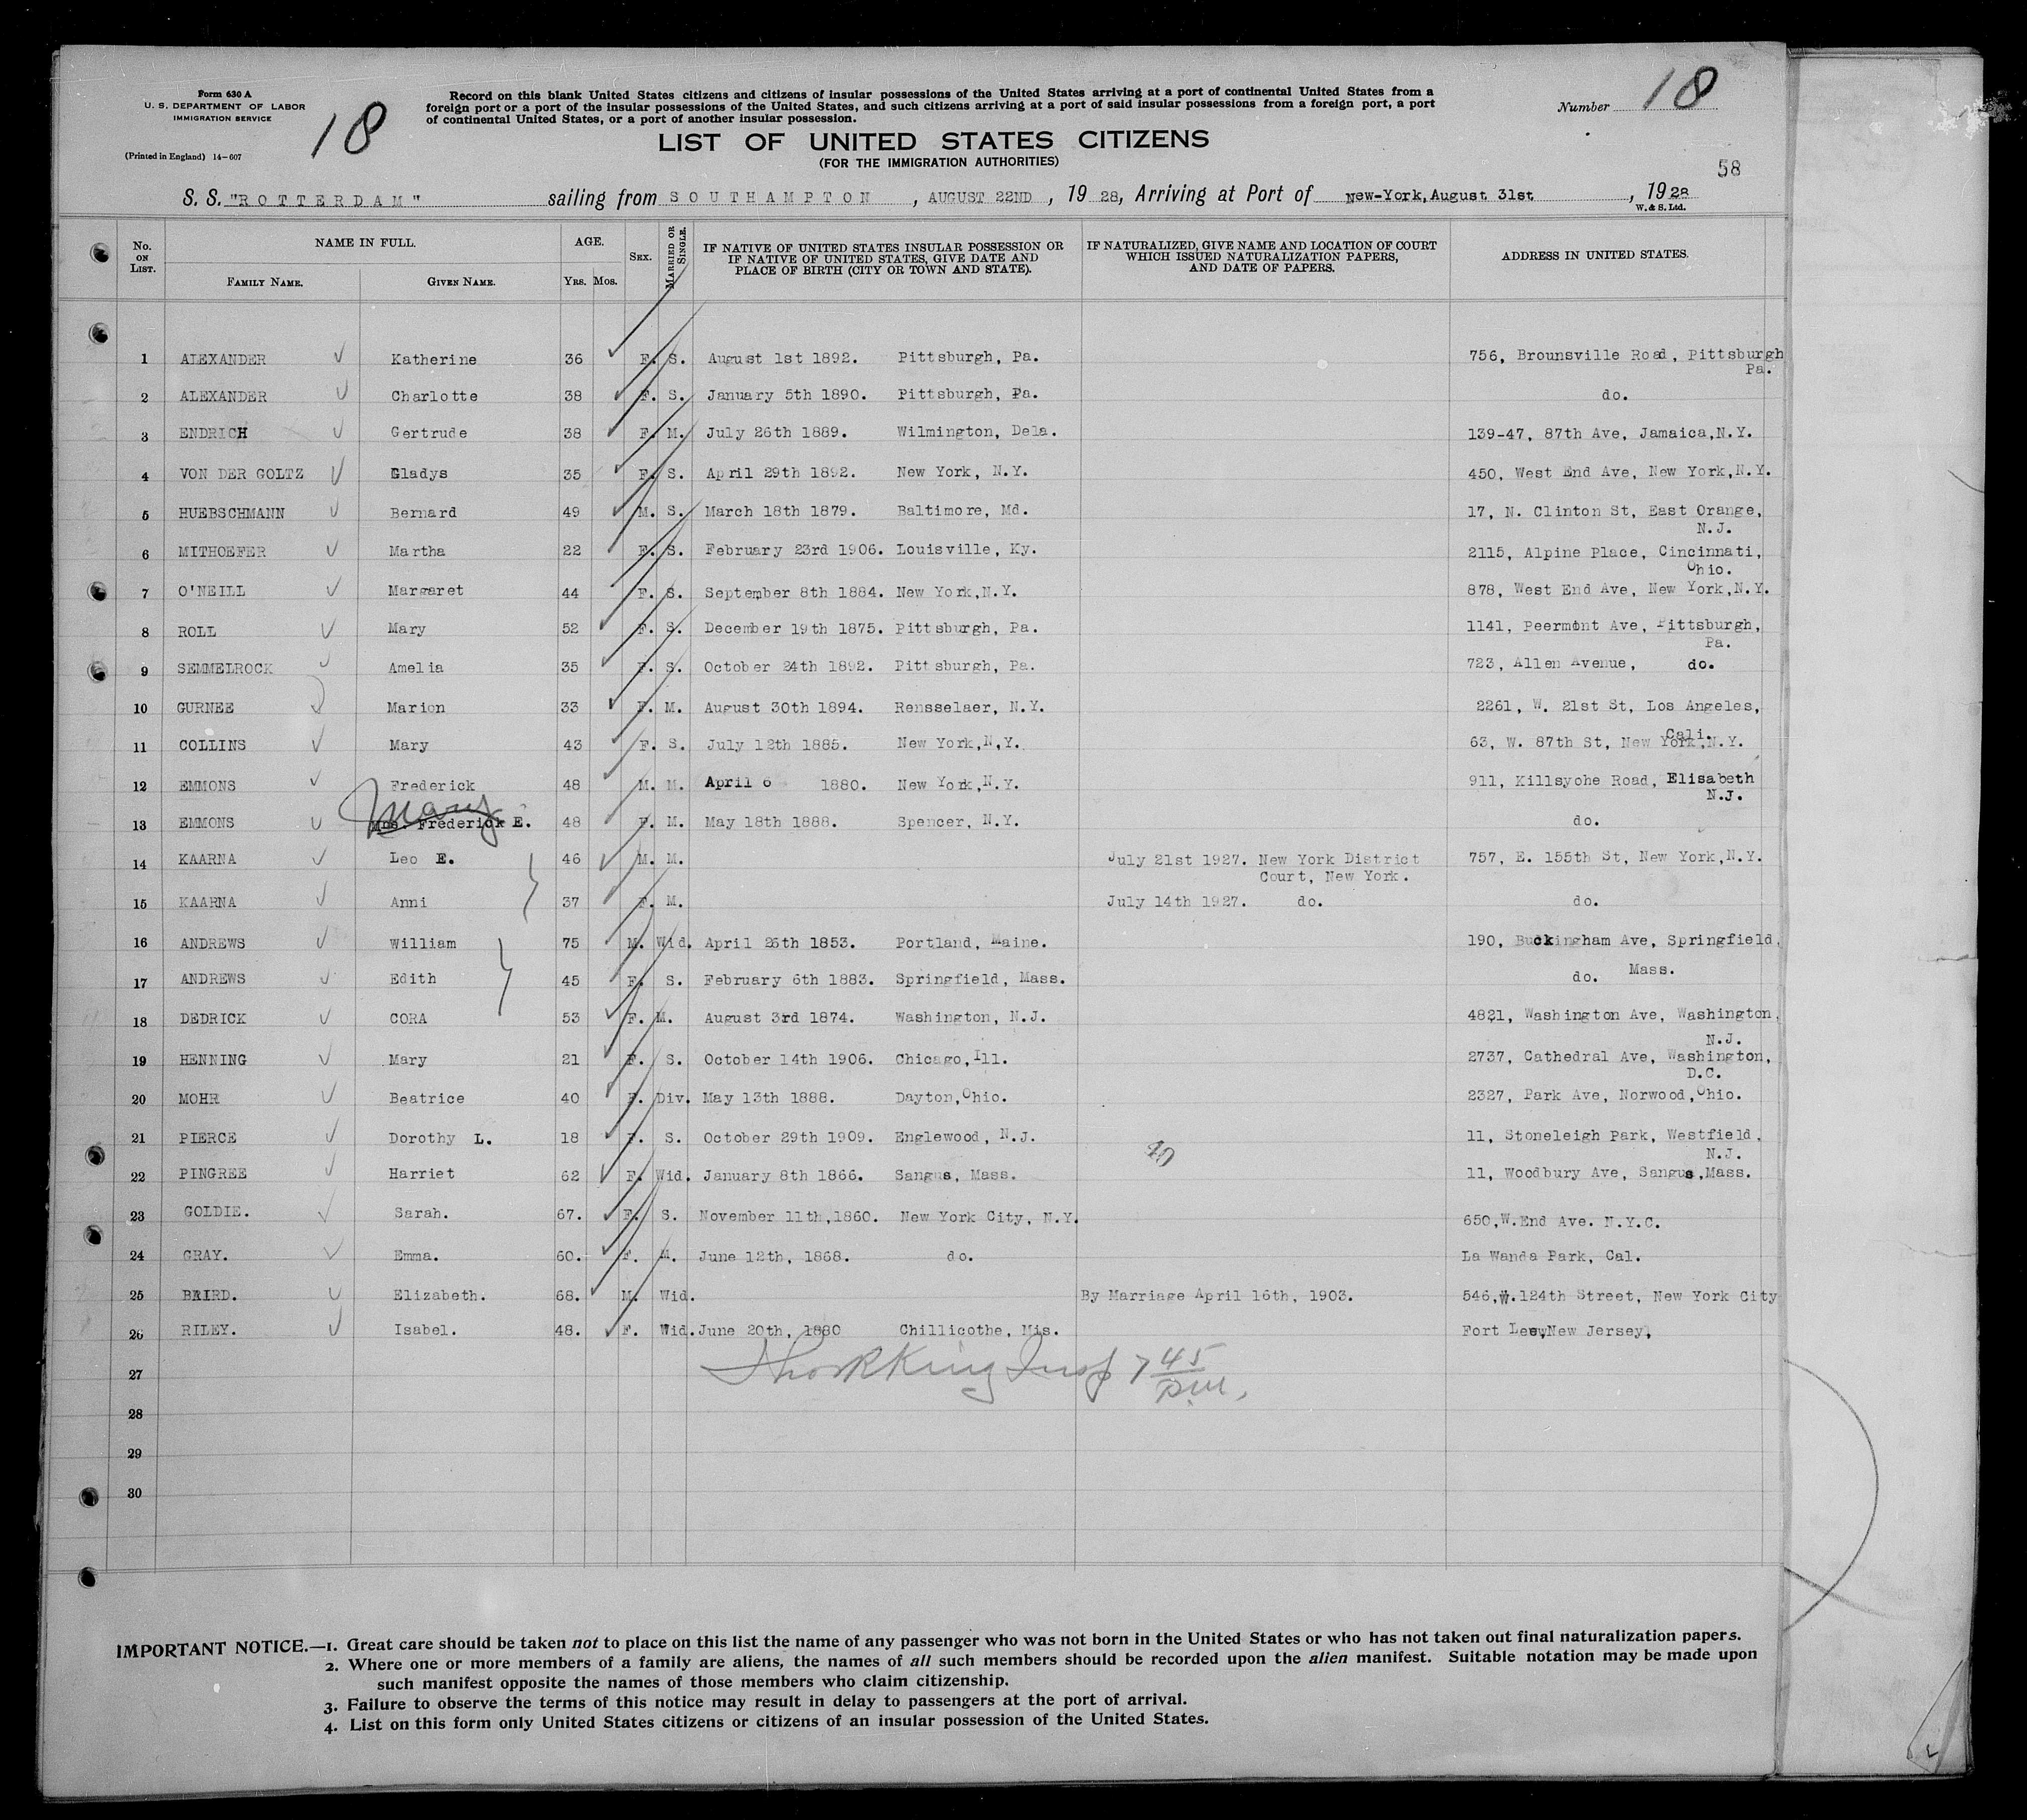 Form 630 A
U. S. DEPARTMENT OF LABOR
IMMIGRATION SERVICE
(Printed in England) 14-607
18
Record on this blank United States citizens and citizens of insular possessions of the United States arriving at a port of continental United States from a
foreign port or a port of the insular possessions of the United States, and such citizens arriving at a port of said insular possessions from a foreign port, a port
of continental United States, or a port of another insular possession.
Number 18
LIST OF UNITED STATES CITIZENS
(FOR THE IMMIGRATION AUTHORITIES)
58
S. S. "ROTTERDAM" sailing from SOUTHAMPTON, AUGUST 22ND, 1928, Arriving at Port of New-York, August 31st, 1928
W. & S. Ltd.
No. ON LIST. NAME IN FULL. AGE. SEX. MARRIED OR SINGLE. IF NATIVE OF UNITED STATES INSULAR POSSESSION OR IF NATIVE OF UNITED STATES, GIVE DATE AND PLACE OF BIRTH (CITY OR TOWN AND STATE). IF NATURALIZED, GIVE NAME AND LOCATION OF COURT WHICH ISSUED NATURALIZATION PAPERS, AND DATE OF PAPERS. ADDRESS IN UNITED STATES.
FAMILY NAME. GIVEN NAME. YRS. MOS.
1 ALEXANDER Katherine 36 F. S. August 1st 1892. Pittsburgh, Pa. 756, Brounsville Road, Pittsburgh
Pa.
2 ALEXANDER Charlotte 38 F. S. January 5th 1890. Pittsburgh, Pa. do.
3 ENDRICH Gertrude 38 F. M. July 26th 1889. Wilmington, Dela. 139-47, 87th Ave, Jamaica, N.Y.
4 VON DER GOLTZ Gladys 35 F. S. April 29th 1892. New York, N.Y. 450, West End Ave, New York, N.Y.
5 HUEBSCHMANN Bernard 49 M. S. March 18th 1879. Baltimore, Md. 17, N. Clinton St, East Orange,
N.J.
6 MITHOEFER Martha 22 F. S. February 23rd 1906. Louisville, Ky. 2115, Alpine Place, Cincinnati,
Ohio.
7 O'NEILL Margaret 44 F. S. September 8th 1884. New York, N.Y. 878, West End Ave, New York, N.Y.
8 ROLL Mary 52 F. S. December 19th 1875. Pittsburgh, Pa. 1141, Peermont Ave, Pittsburgh,
Pa.
9 SEMMELROCK Amelia 35 F. S. October 24th 1892. Pittsburgh, Pa. 723, Allen Avenue, do.
10 GURNEE Marion 33 F. M. August 30th 1894. Rensselaer, N.Y. 2261, W. 21st St, Los Angeles,
Cali.
11 COLLINS Mary 43 F. S. July 12th 1885. New York, N.Y. 63, W. 87th St, New York, N.Y.
12 EMMONS Frederick 48 M. M. April 6 1880. New York, N.Y. 911, Killsyohe Road, Elisabeth
N.J.
Mary
13 EMMONS Mrs. Frederick E. 48 F. M. May 18th 1888. Spencer, N.Y. do.
14 KAARNA Leo E. 46 M. M. July 21st 1927. New York District 757, E. 155th St, New York, N.Y.
Court, New York.
15 KAARNA Anni 37 F. M. July 14th 1927. do. do.
16 ANDREWS William 75 M. Wid. April 26th 1853. Portland, Maine. 190, Buckingham Ave, Springfield,
Mass.
17 ANDREWS Edith 45 F. S. February 6th 1883. Springfield, Mass. do.
18 DEDRICK CORA 53 F. M. August 3rd 1874. Washington, N.J. 4821, Washington Ave, Washington,
N.J.
19 HENNING Mary 21 F. S. October 14th 1906. Chicago, Ill. 2737, Cathedral Ave, Washington,
D.C.
20 MOHR Beatrice 40 F. Div. May 13th 1888. Dayton, Ohio. 2327, Park Ave, Norwood, Ohio.
21 PIERCE Dorothy L. 18 F. S. October 29th 1909. Englewood, N.J. 11, Stoneleigh Park, Westfield,
N.J.
40
22 PINGREE Harriet 62 F. Wid. January 8th 1866. Sangus, Mass. 11, Woodbury Ave, Sangus, Mass.
23 GOLDIE. Sarah. 67. F. S. November 11th, 1860. New York City, N.Y. 650, W. End Ave. N.Y.C.
24 GRAY. Emma. 60. F. M. June 12th, 1868. do. La Wanda Park, Cal.
25 BAIRD. Elizabeth. 68. M. Wid. By Marriage April 16th, 1903. 546, W. 124th Street, New York City
26 RILEY. Isabel. 48. F. Wid. June 20th, 1880 Chillicothe, Mis. Fort Lee, New Jersey,
27
King Insp 7 45
pm.
28
29
30
IMPORTANT NOTICE.—1. Great care should be taken not to place on this list the name of any passenger who was not born in the United States or who has not taken out final naturalization papers.
2. Where one or more members of a family are aliens, the names of all such members should be recorded upon the alien manifest. Suitable notation may be made upon
such manifest opposite the names of those members who claim citizenship.
3. Failure to observe the terms of this notice may result in delay to passengers at the port of arrival.
4. List on this form only United States citizens or citizens of an insular possession of the United States.